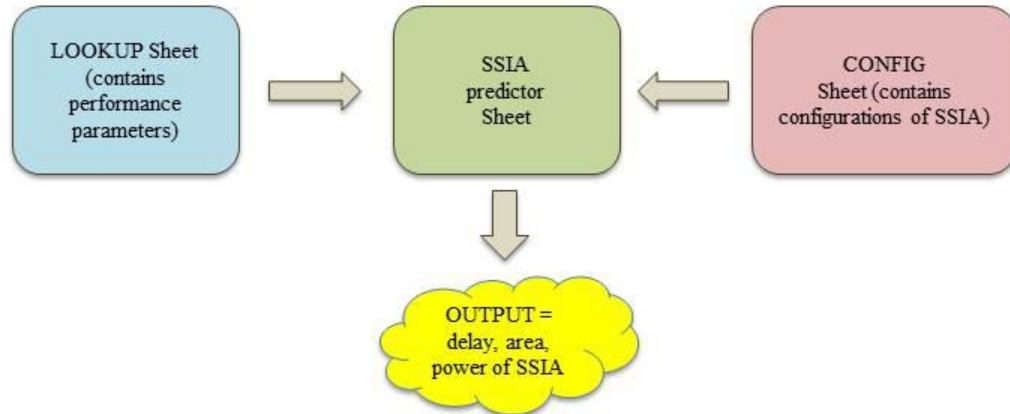 LOOKUP Sheet
(contains
performance
parameters)
SSIA
predictor
Sheet
CONFIG
Sheet (contains
configurations of SSIA)
OUTPUT =
delay, area,
power of SSIA